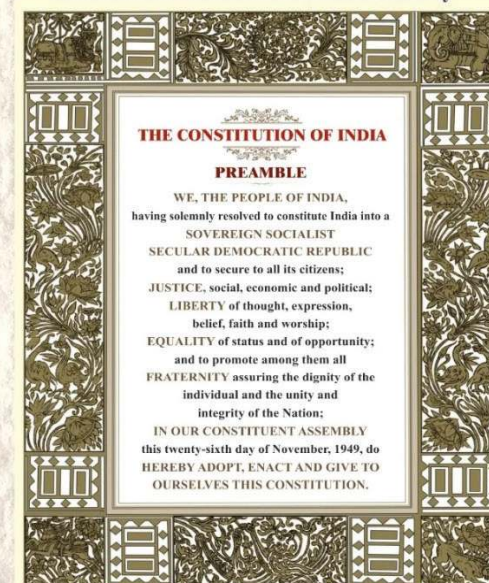 THE CONSTITUTION OF INDIA
PREAMBLE
WE, THE PEOPLE OF INDIA,
having solemnly resolved to constitute India into a
SOVEREIGN SOCIALIST
SECULAR DEMOCRATIC REPUBLIC
and to secure to all its citizens;
JUSTICE, social, economic and political;
LIBERTY of thought, expression,
belief, faith and worship;
EQUALITY of status and of opportunity;
and to promote among them all
FRATERNITY assuring the dignity of the
individual and the unity and
integrity of the Nation;
IN OUR CONSTITUENT ASSEMBLY
this twenty-sixth day of November, 1949, do
HEREBY ADOPT, ENACT AND GIVE TO
OURSELVES THIS CONSTITUTION.